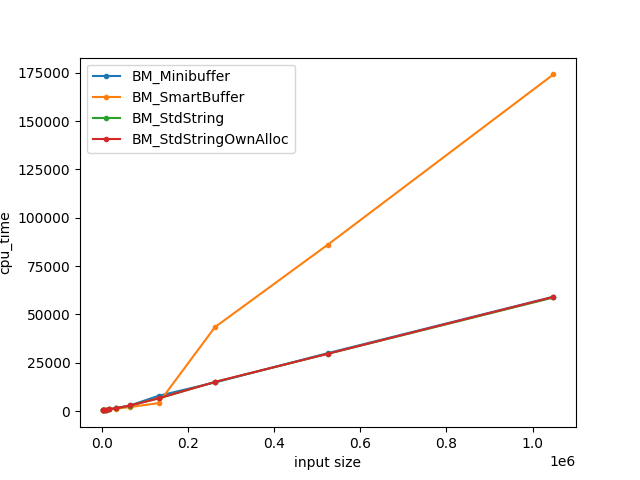 BM_Minibuffer
BM_SmartBuffer
BM_StdString
BM_StdStringOwnAlloc
175000
150000
125000
100000
75000
50000
25000
0
cpu_time
0.0 0.2 0.4 0.6 0.8 1.0
1e6
input size